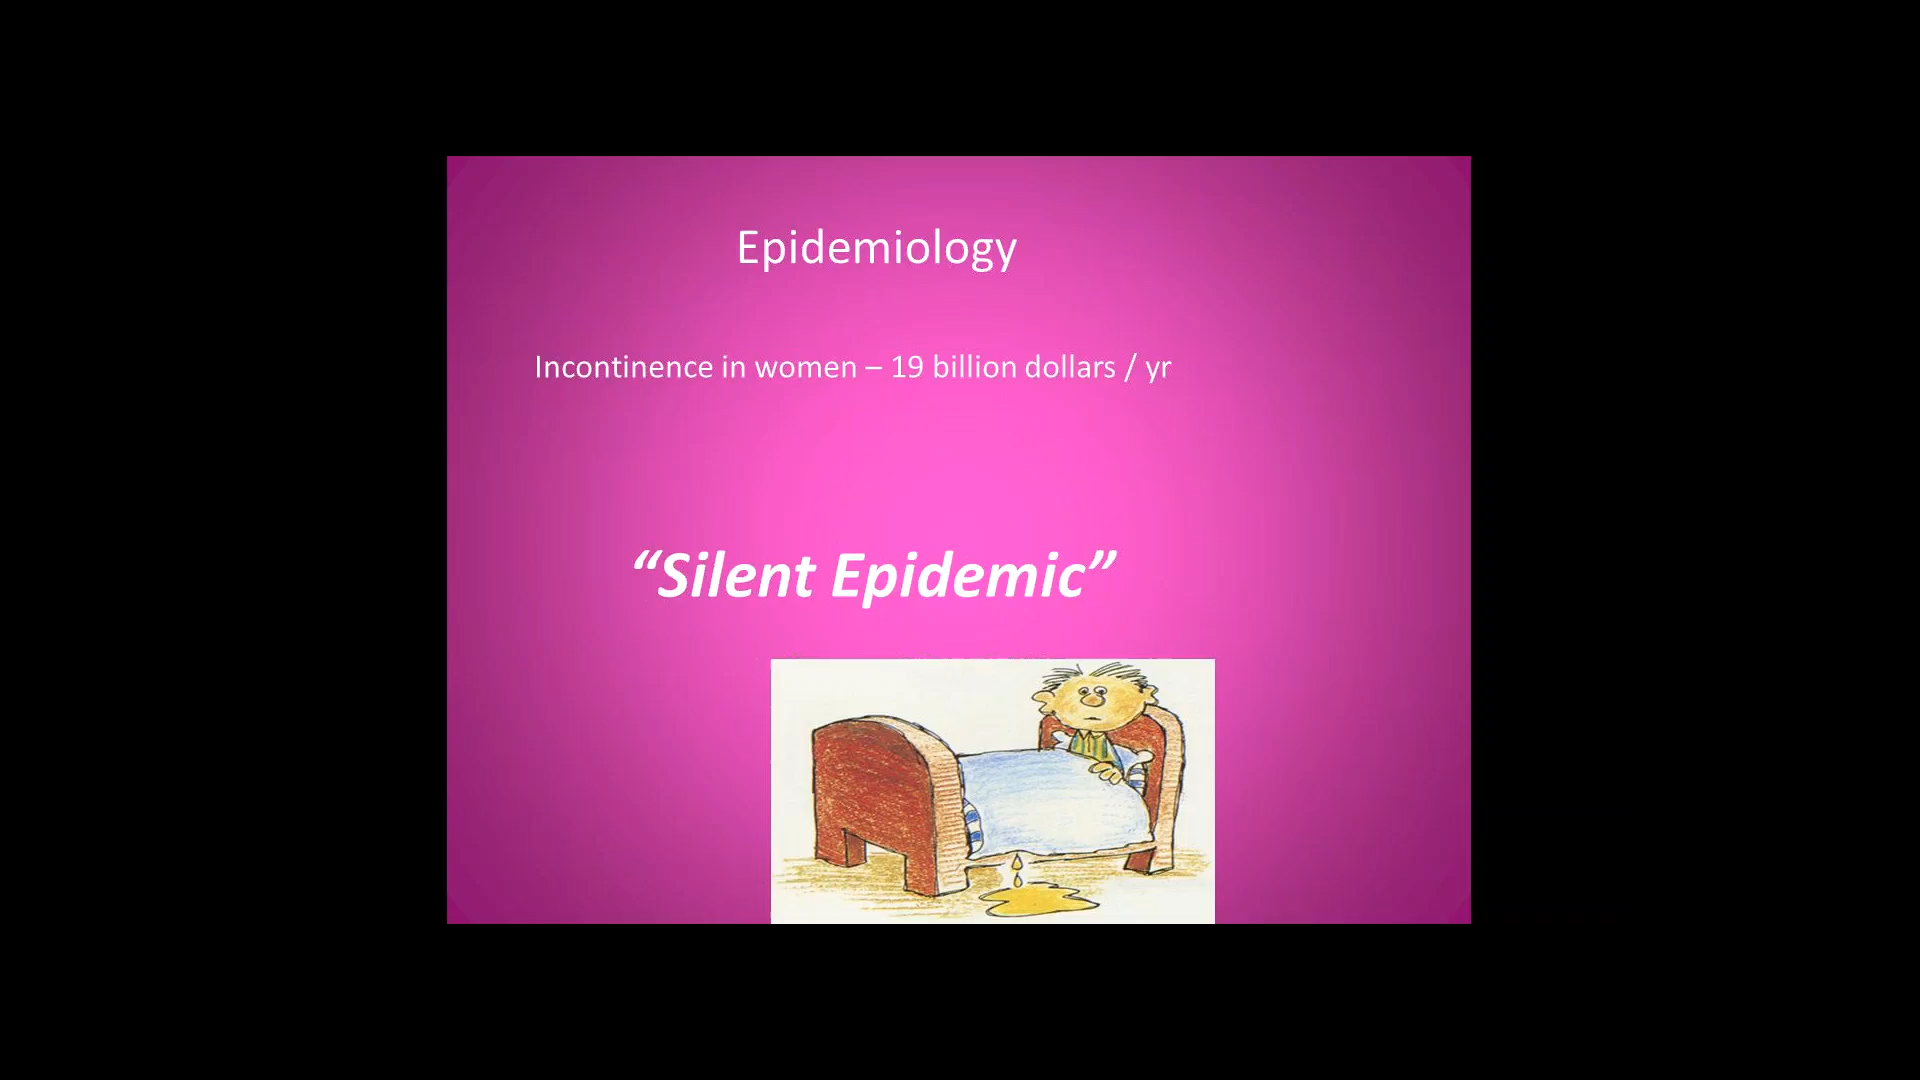 Epidemiology
Incontinence in women – 19 billion dollars / yr
“Silent Epidemic”